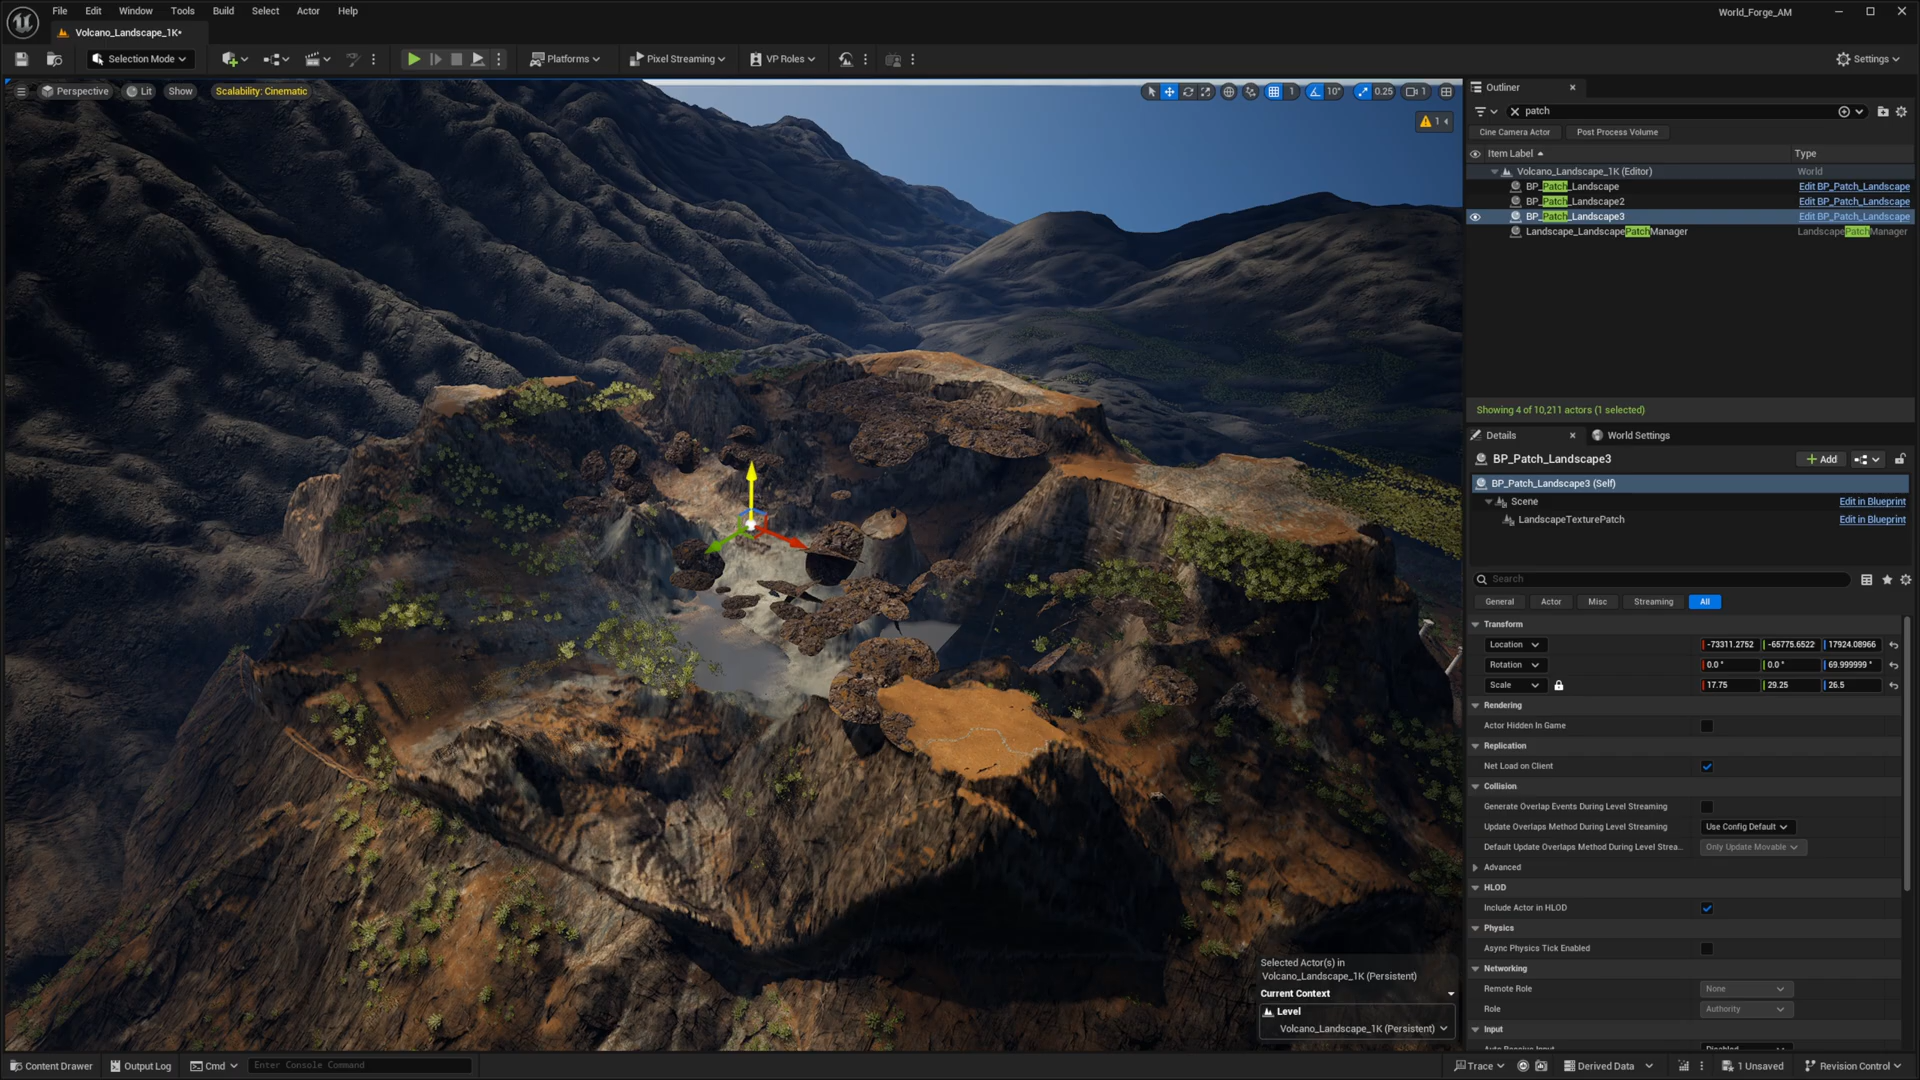 File Edit Window Tools Build Select Actor Help
World_Forge_AM
Volcano_Landscape_1K•
Selection Mode
Platforms
Pixel Streaming
VP Roles
Settings
Perspective Lit Show Scalability: Cinematic
1 10° 0.25 1
1
Outliner
patch
Cine Camera Actor Post Process Volume
Item Label Type
Volcano_Landscape_1K (Editor) World
BP_Patch_Landscape Edit BP_Patch_Landscape
BP_Patch_Landscape2 Edit BP_Patch_Landscape
BP_Patch_Landscape3 Edit BP_Patch_Landscape
Landscape_LandscapePatchManager LandscapePatchManager
Showing 4 of 10,211 actors (1 selected)
Details World Settings
BP_Patch_Landscape3
+ Add
BP_Patch_Landscape3 (Self)
Scene Edit in Blueprint
LandscapeTexturePatch Edit in Blueprint
Search
General Actor Misc Streaming All
Transform
Location -73311.2752 -65775.6522 17924.08966
Rotation 0.0 ° 0.0 ° 69.999999 °
Scale 17.75 29.25 26.5
Rendering
Actor Hidden In Game
Replication
Net Load on Client
Collision
Generate Overlap Events During Level Streaming
Update Overlaps Method During Level Streaming Use Config Default
Default Update Overlaps Method During Level Strea... Only Update Movable
Advanced
HLOD
Include Actor in HLOD
Physics
Async Physics Tick Enabled
Networking
Remote Role None
Role Authority
Input
Selected Actor(s) in
Volcano_Landscape_1K (Persistent)
Current Context
Level
Volcano_Landscape_1K (Persistent)
Content Drawer Output Log Cmd Enter Console Command
Trace Derived Data 1 Unsaved Revision Control